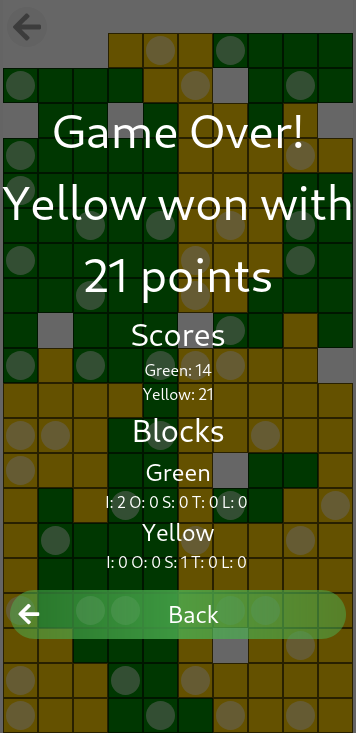 Game Over!
Yellow won with
21 points
Scores
Green: 14
Yellow: 21
Blocks
Green
I: 2 O: 0 S: 0 T: 0 L: 0
Yellow
I: 0 O: 0 S: 1 T: 0 L: 0
Back